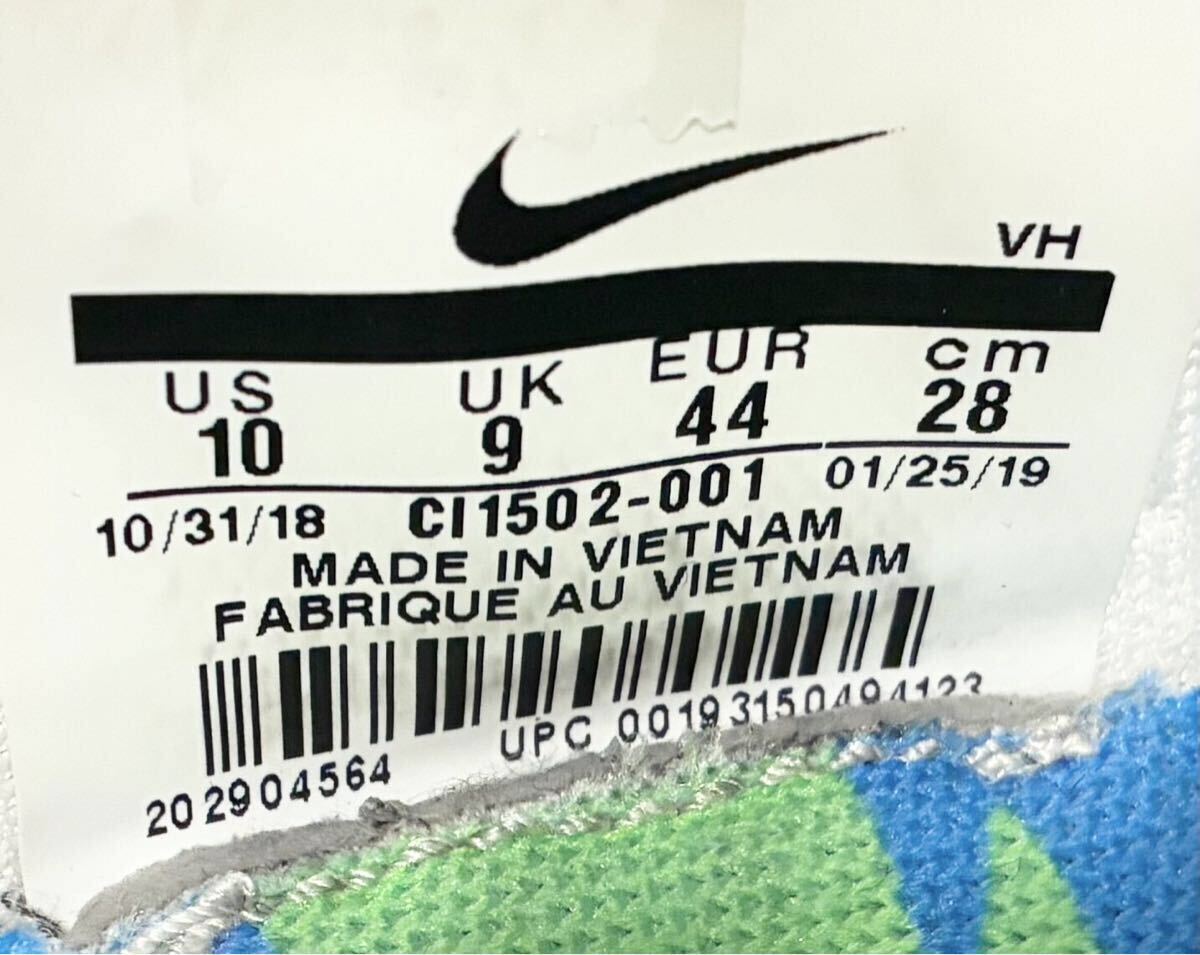 VH
US UK EUR cm
10 9 44 28
10/31/18 CI1502-001 01/25/19
MADE IN VIETNAM
FABRIQUE AU VIETNAM
UPC 00193150494123
202904564